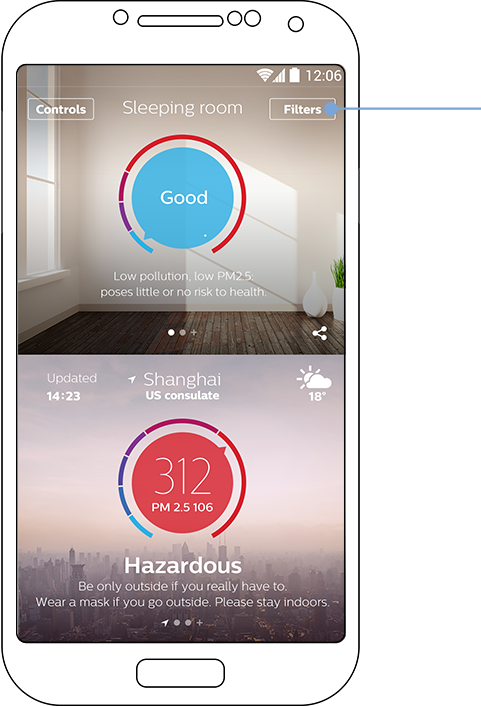 12:06
Controls
Sleeping room
Filters
Good
Low pollution, low PM2.5:
poses little or no risk to health.
+
Updated
14:23
Shanghai
US consulate
18°
312
PM 2.5 106
Hazardous
Be only outside if you really have to.
Wear a mask if you go outside. Please stay indoors.
+